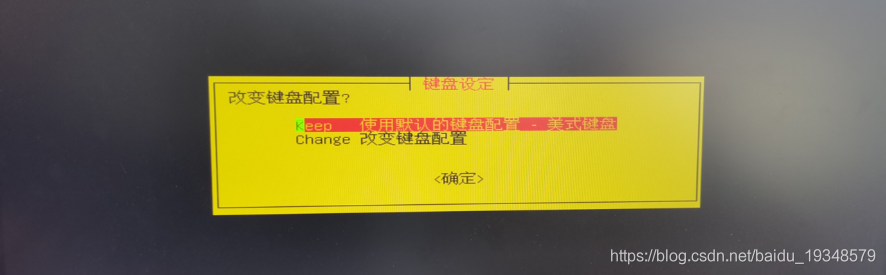 键盘设定
改变键盘配置?
Keep 使用默认的键盘配置 - 美式键盘
Change 改变键盘配置
<确定>
https://blog.csdn.net/baidu_19348579